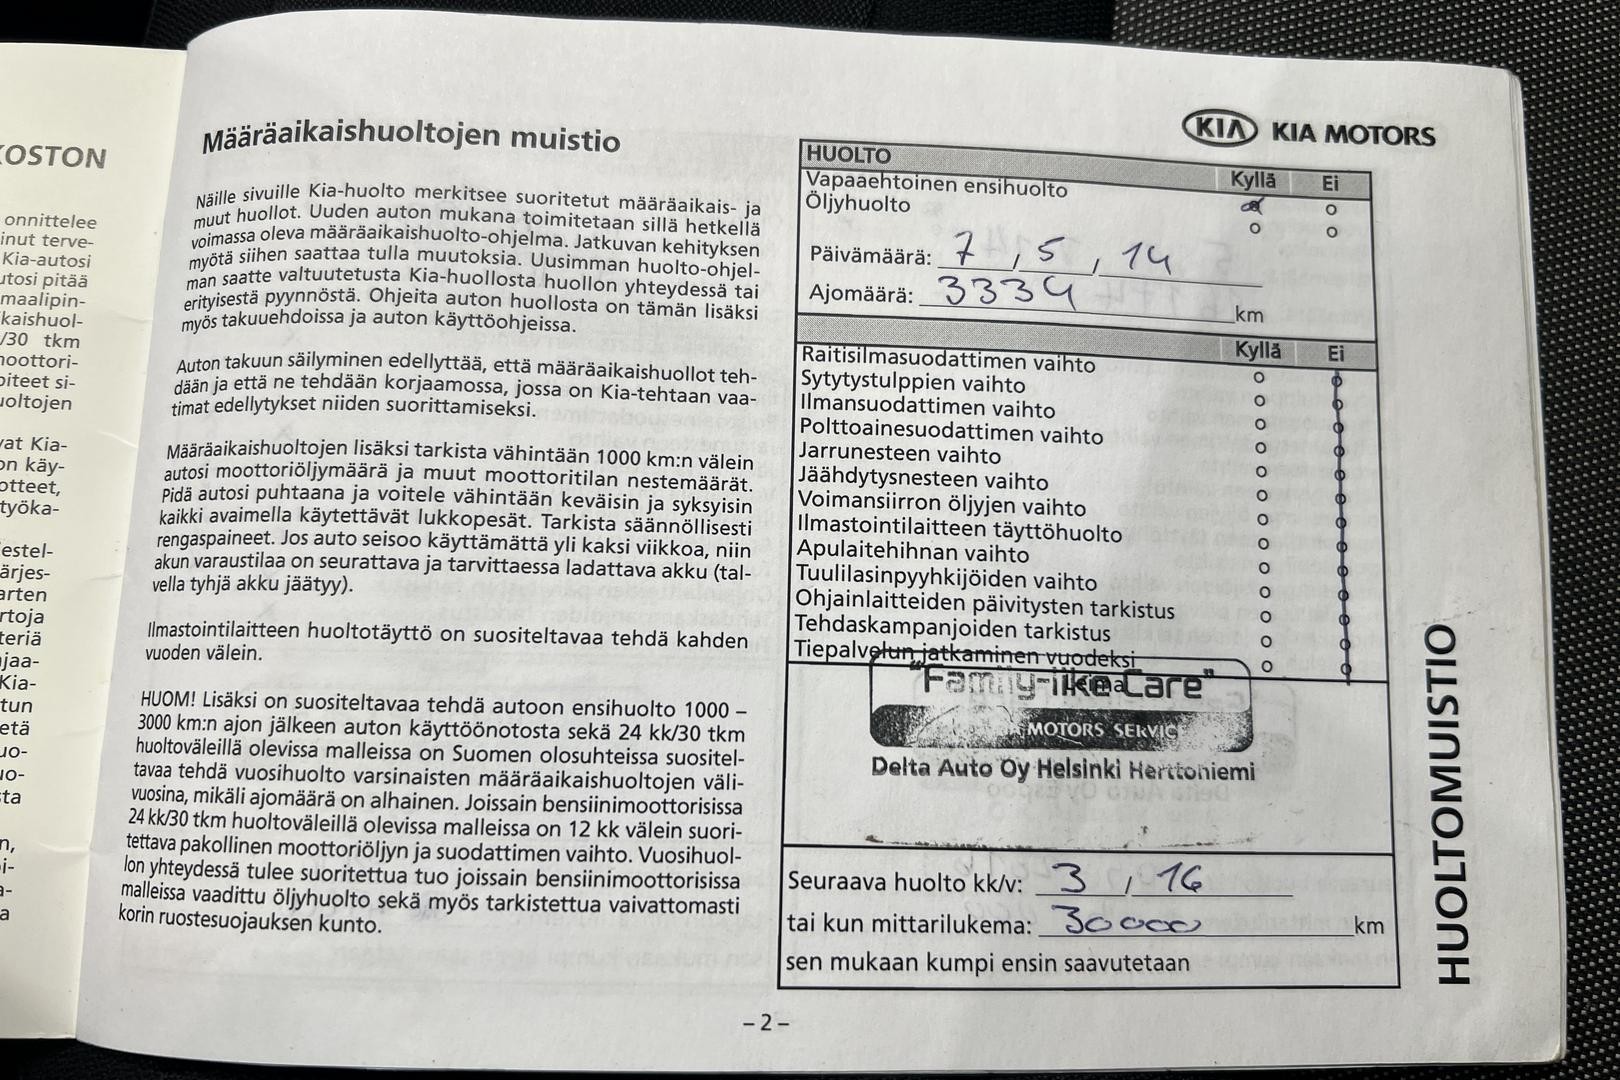 KOSTON
onnittelee
inut terve-
Kia-autosi
utosi pitää
maalipin-
kaishuol-
/30 tkm
noottori-
piteet si-
uoltojen
vat Kia-
on käy-
otteet,
työka-
estel-
ärjes-
arten
rtoja
teriä
jaa-
Kia-
tun
etä
uo-
uo-
sta
n,
i-
a-
a
Määräaikaishuoltojen muistio
Näille sivuille Kia-huolto merkitsee suoritetut määräaikais- ja
muut huollot. Uuden auton mukana toimitetaan sillä hetkellä
voimassa oleva määräaikaishuolto-ohjelma. Jatkuvan kehityksen
myötä siihen saattaa tulla muutoksia. Uusimman huolto-ohjel-
man saatte valtuutetusta Kia-huollosta huollon yhteydessä tai
erityisestä pyynnöstä. Ohjeita auton huollosta on tämän lisäksi
myös takuuehdoissa ja auton käyttöohjeissa.
Auton takuun säilyminen edellyttää, että määräaikaishuollot teh-
dään ja että ne tehdään korjaamossa, jossa on Kia-tehtaan vaa-
timat edellytykset niiden suorittamiseksi.
Määräaikaishuoltojen lisäksi tarkista vähintään 1000 km:n välein
autosi moottoriöljymäärä ja muut moottoritilan nestemäärät.
Pidä autosi puhtaana ja voitele vähintään keväisin ja syksyisin
kaikki avaimella käytettävät lukkopesät. Tarkista säännöllisesti
rengaspaineet. Jos auto seisoo käyttämättä yli kaksi viikkoa, niin
akun varaustilaa on seurattava ja tarvittaessa ladattava akku (tal-
vella tyhjä akku jäätyy).
Ilmastointilaitteen huoltotäyttö on suositeltavaa tehdä kahden
vuoden välein.
HUOM! Lisäksi on suositeltavaa tehdä autoon ensihuolto 1000 –
3000 km:n ajon jälkeen auton käyttöönotosta sekä 24 kk/30 tkm
huoltoväleillä olevissa malleissa on Suomen olosuhteissa suositel-
tavaa tehdä vuosihuolto varsinaisten määräaikaishuoltojen väli-
vuosina, mikäli ajomäärä on alhainen. Joissain bensiinimoottorisissa
24 kk/30 tkm huoltoväleillä olevissa malleissa on 12 kk välein suori-
tettava pakollinen moottoriöljyn ja suodattimen vaihto. Vuosihuol-
lon yhteydessä tulee suoritettua tuo joissain bensiinimoottorisissa
malleissa vaadittu öljyhuolto sekä myös tarkistettua vaivattomasti
korin ruostesuojauksen kunto.
KIA KIA MOTORS
HUOLTO Kyllä Ei
Vapaaehtoinen ensihuolto
Öljyhuolto
Päivämäärä: 7 , 5 , 14
Ajomäärä: 3334 km
Kyllä Ei
Raitisilmasuodattimen vaihto
Sytytystulppien vaihto
Ilmansuodattimen vaihto
Polttoainesuodattimen vaihto
Jarrunesteen vaihto
Jäähdytysnesteen vaihto
Voimansiirron öljyjen vaihto
Ilmastointilaitteen täyttöhuolto
Apulaitehihnan vaihto
Tuulilasinpyyhkijöiden vaihto
Ohjainlaitteiden päivitysten tarkistus
Tehdaskampanjoiden tarkistus
Tiepalvelun jatkaminen vuodeksi
Leima
"Family-like Care"
MOTORS SERVIC
Delta Auto Oy Helsinki Herttoniemi
Seuraava huolto kk/v: 3 / 16
tai kun mittarilukema: 30000 km
sen mukaan kumpi ensin saavutetaan
HUOLTOMUISTIO
– 2 –